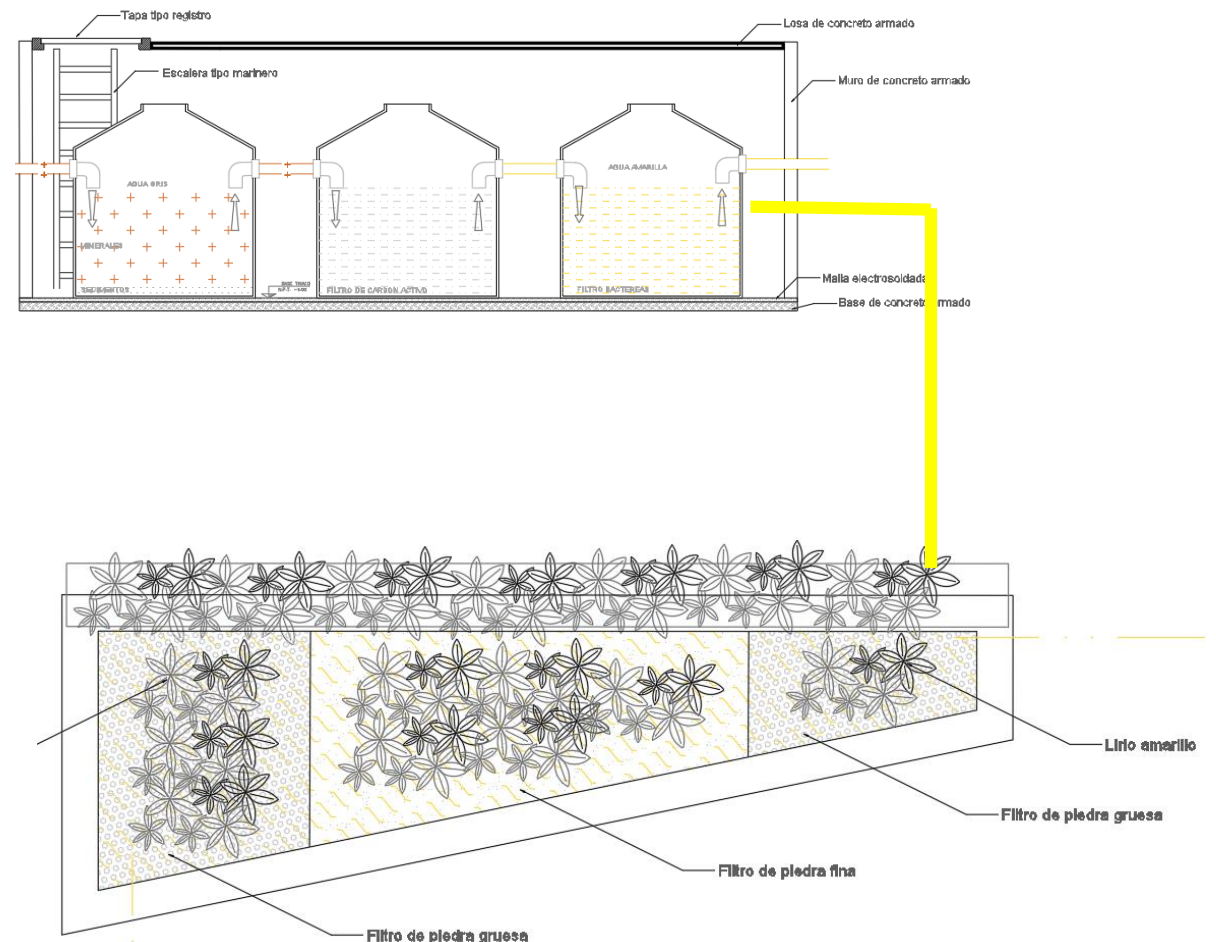 Tapa tipo registro
Losa de concreto armado
Escalera tipo marinero
Muro de concreto armado
AGUA GRIS
AGUA AMARILLA
MINERALES
SEDIMENTOS
FILTRO DE CARBON ACTIVO
FILTRO BACTEREAS
Malla electrosoldada
Base de concreto armado
Lirio amarillo
Filtro de piedra gruesa
Filtro de piedra fina
Filtro de piedra gruesa